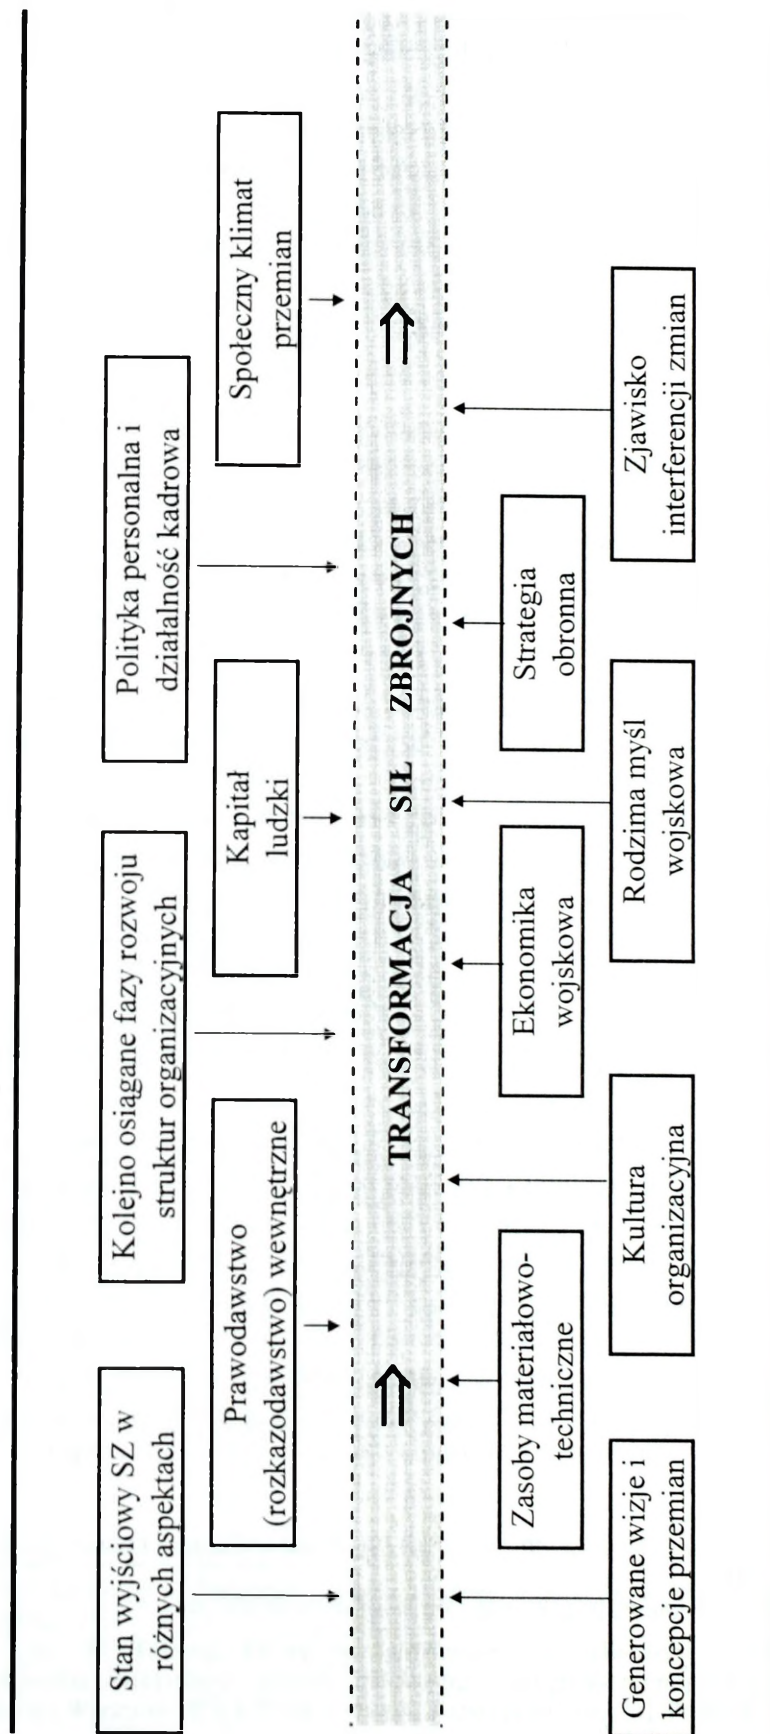 Stan wyjściowy SZ w
różnych aspektach
Kolejno osiągane fazy rozwoju
struktur organizacyjnych
Polityka personalna i
działalność kadrowa
Prawodawstwo
(rozkazodawstwo) wewnętrzne
Kapitał
ludzki
Społeczny klimat
przemian
TRANSFORMACJA SIŁ ZBROJNYCH
Zasoby materiałowo-
techniczne
Ekonomika
wojskowa
Strategia
obronna
Generowane wizje i
koncepcje przemian
Kultura
organizacyjna
Rodzima myśl
wojskowa
Zjawisko
interferencji zmian